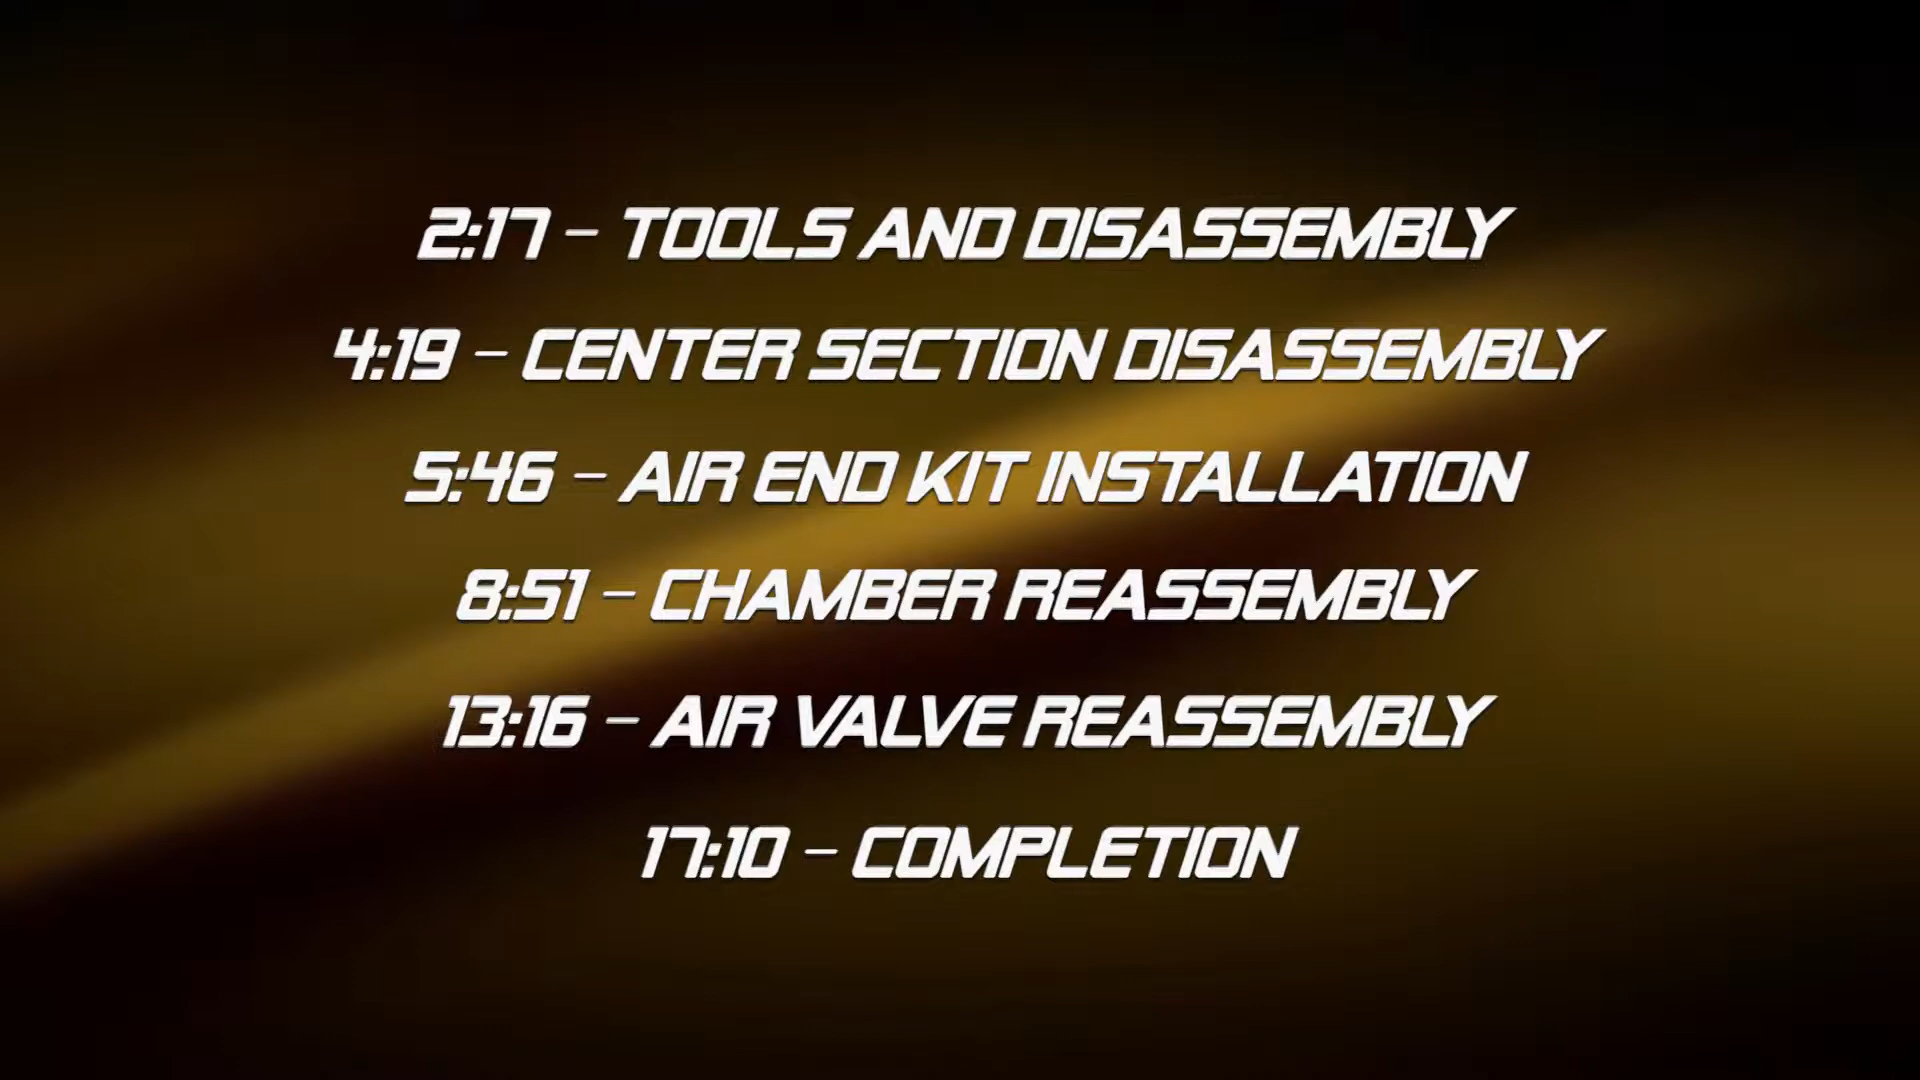 2:17 – TOOLS AND DISASSEMBLY
4:19 – CENTER SECTION DISASSEMBLY
5:46 – AIR END KIT INSTALLATION
8:51 – CHAMBER REASSEMBLY
13:16 – AIR VALVE REASSEMBLY
17:10 – COMPLETION